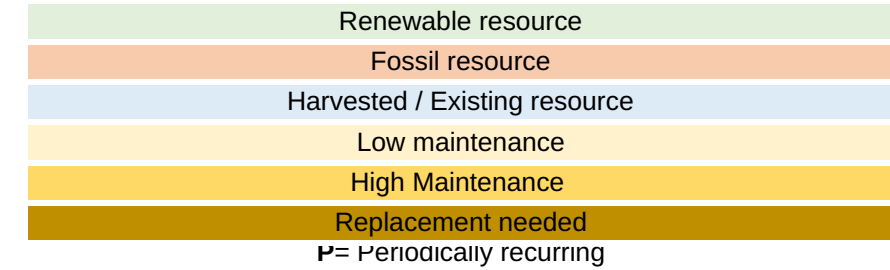 Renewable resource
Fossil resource
Harvested / Existing resource
Low maintenance
High Maintenance
Replacement needed
P= Periodically recurring